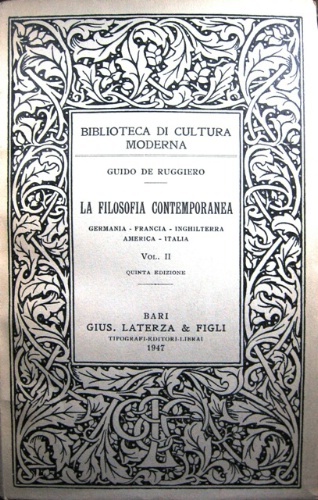 BIBLIOTECA DI CULTURA
MODERNA
GUIDO DE RUGGIERO
LA FILOSOFIA CONTEMPORANEA
GERMANIA - FRANCIA - INGHILTERRA
AMERICA - ITALIA
VOL. II
QUINTA EDIZIONE
BARI
GIUS. LATERZA & FIGLI
TIPOGRAFI-EDITORI-LIBRAI
1947